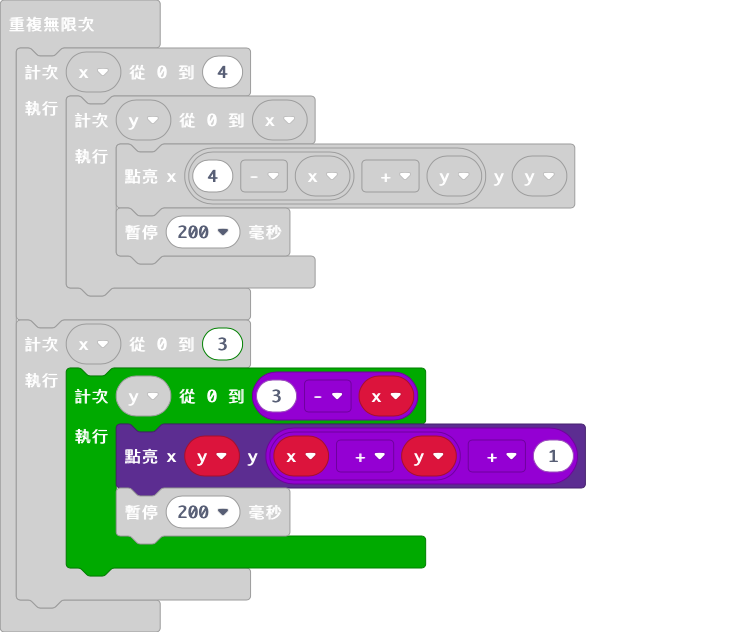 重複無限次
計次 x 從 0 到 4
執行
計次 y 從 0 到 x
執行
點亮 x 4 - x + y y y
暫停 200 毫秒
計次 x 從 0 到 3
執行
計次 y 從 0 到 3 - x
執行
點亮 x y y x + y + 1
暫停 200 毫秒